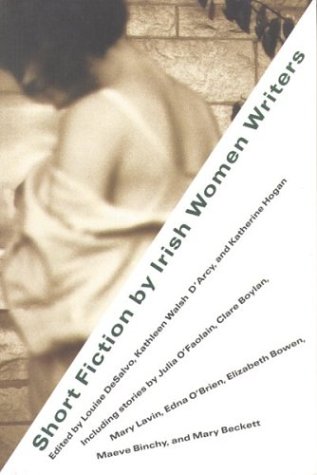 Short Fiction by Irish Women Writers
Edited by Louise DeSalvo, Kathleen Walsh D'Arcy, and Katherine Hogan
Including stories by Julia O'Faolain, Clare Boylan,
Mary Lavin, Edna O'Brien, Elizabeth Bowen,
Maeve Binchy, and Mary Beckett